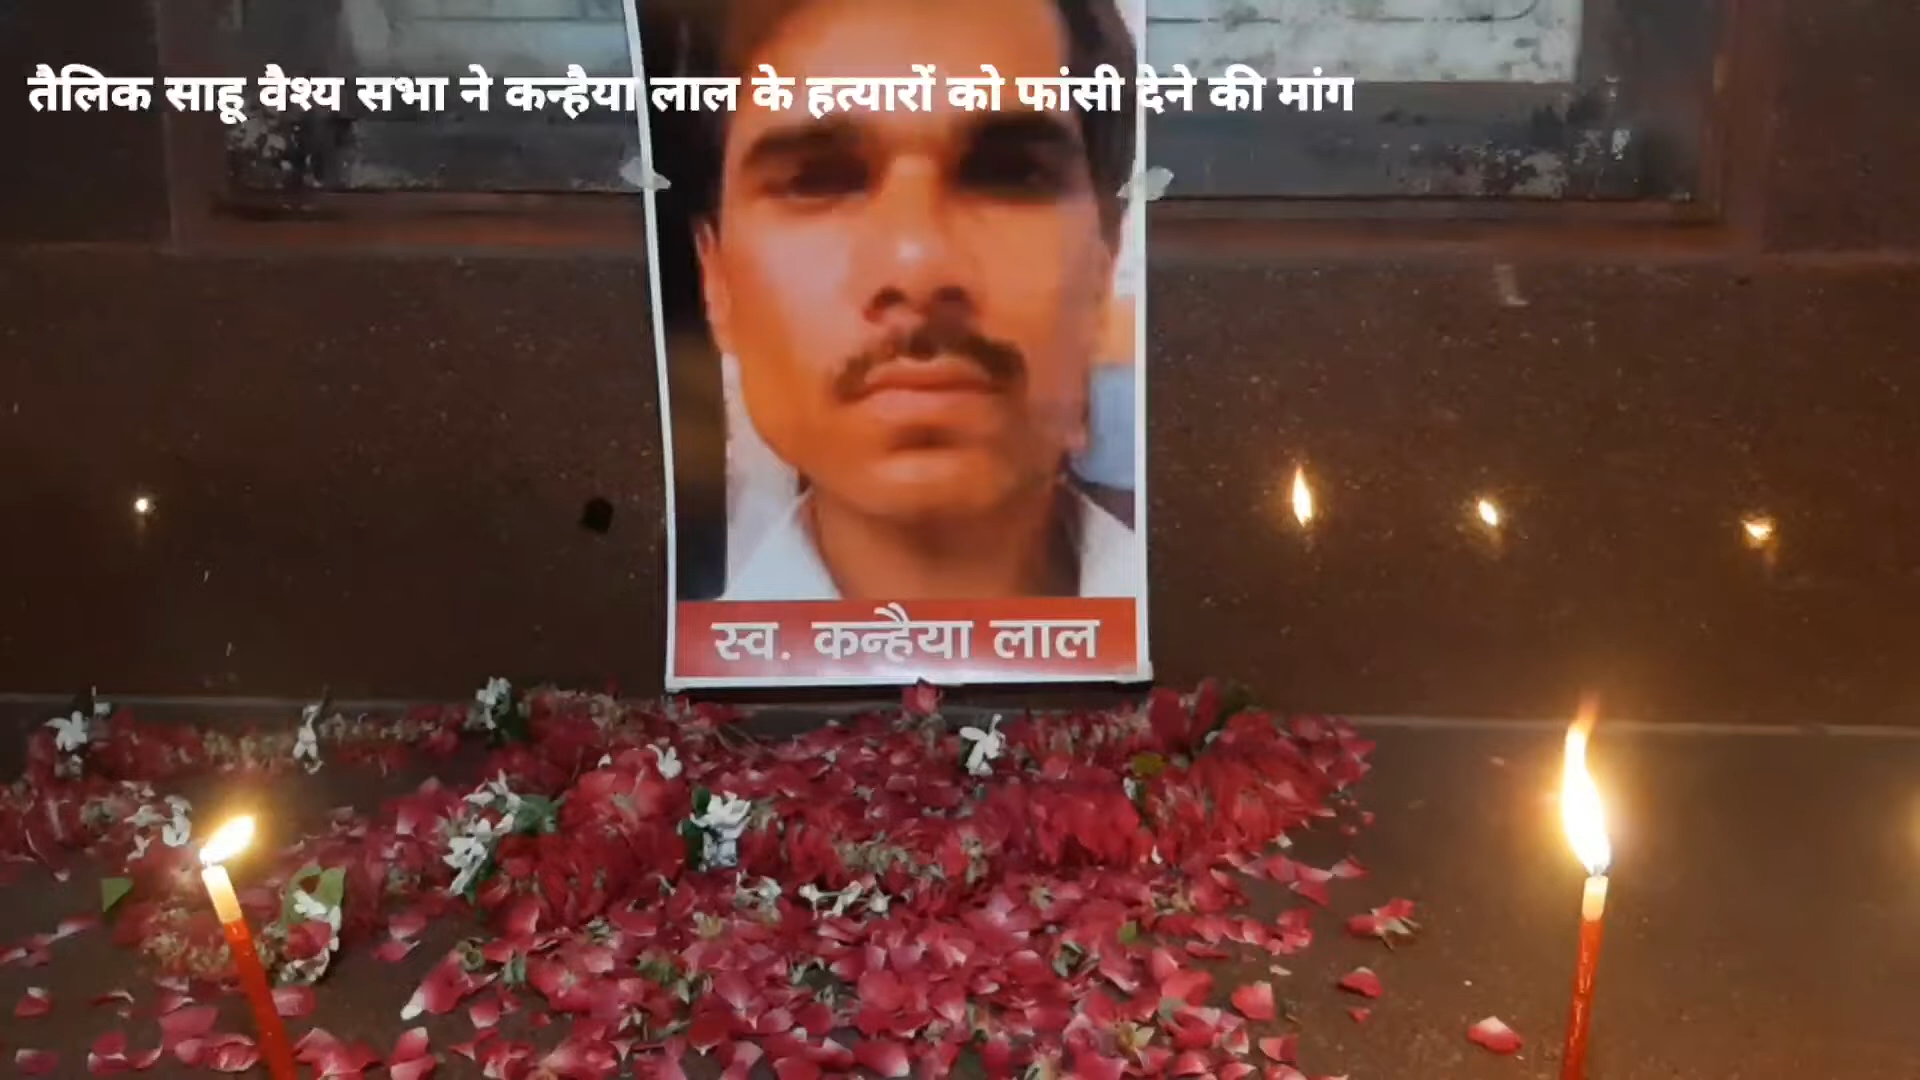 तैलिक साहू वैश्य सभा ने कन्हैया लाल के हत्यारों को फांसी देने की मांग
स्व. कन्हैया लाल